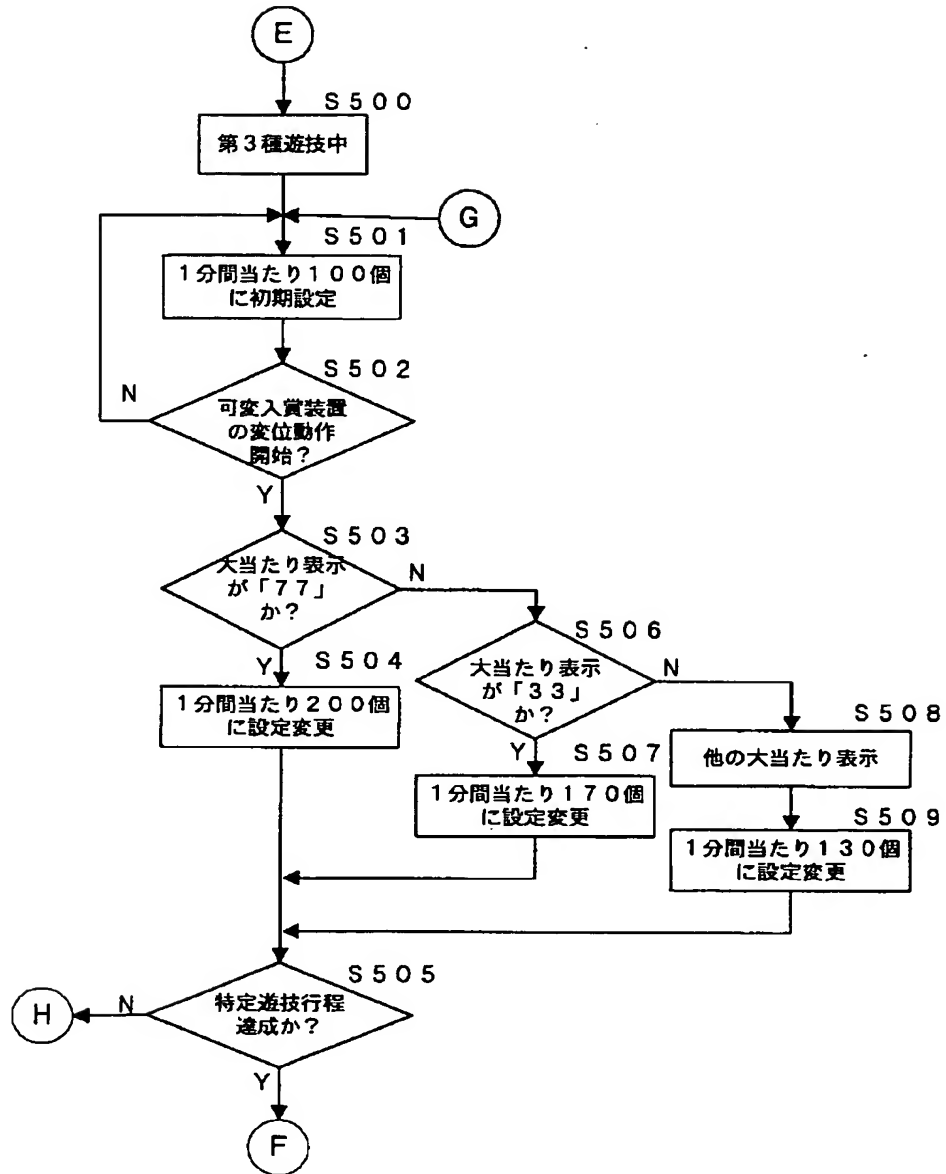 E
S500
第3種遊技中
G
S501
1分間当たり100個
に初期設定
S502
N
可変入賞装置
の変位動作
開始?
Y
S503
大当たり表示
が「77」
か?
N
S506
Y
S504
大当たり表示
が「33」
か?
N
1分間当たり200個
に設定変更
S508
他の大当たり表示
Y
S507
1分間当たり170個
に設定変更
S509
1分間当たり130個
に設定変更
S505
特定遊技行程
達成か?
N
H
Y
F